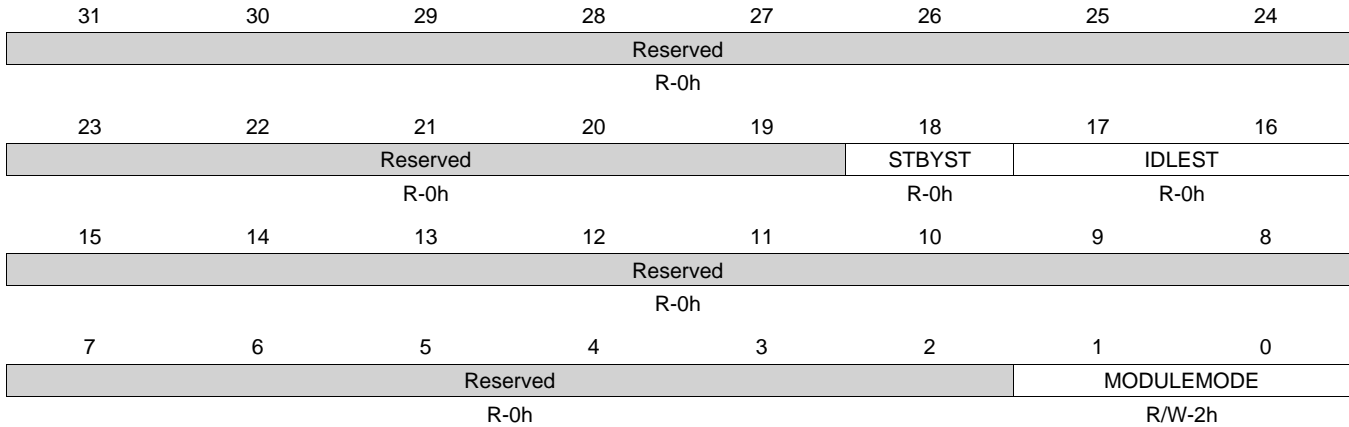 31 30 29 28 27 26 25 24
Reserved
R-0h
23 22 21 20 19 18 17 16
Reserved STBYST IDLEST
R-0h R-0h R-0h
15 14 13 12 11 10 9 8
Reserved
R-0h
7 6 5 4 3 2 1 0
Reserved MODULEMODE
R-0h R/W-2h